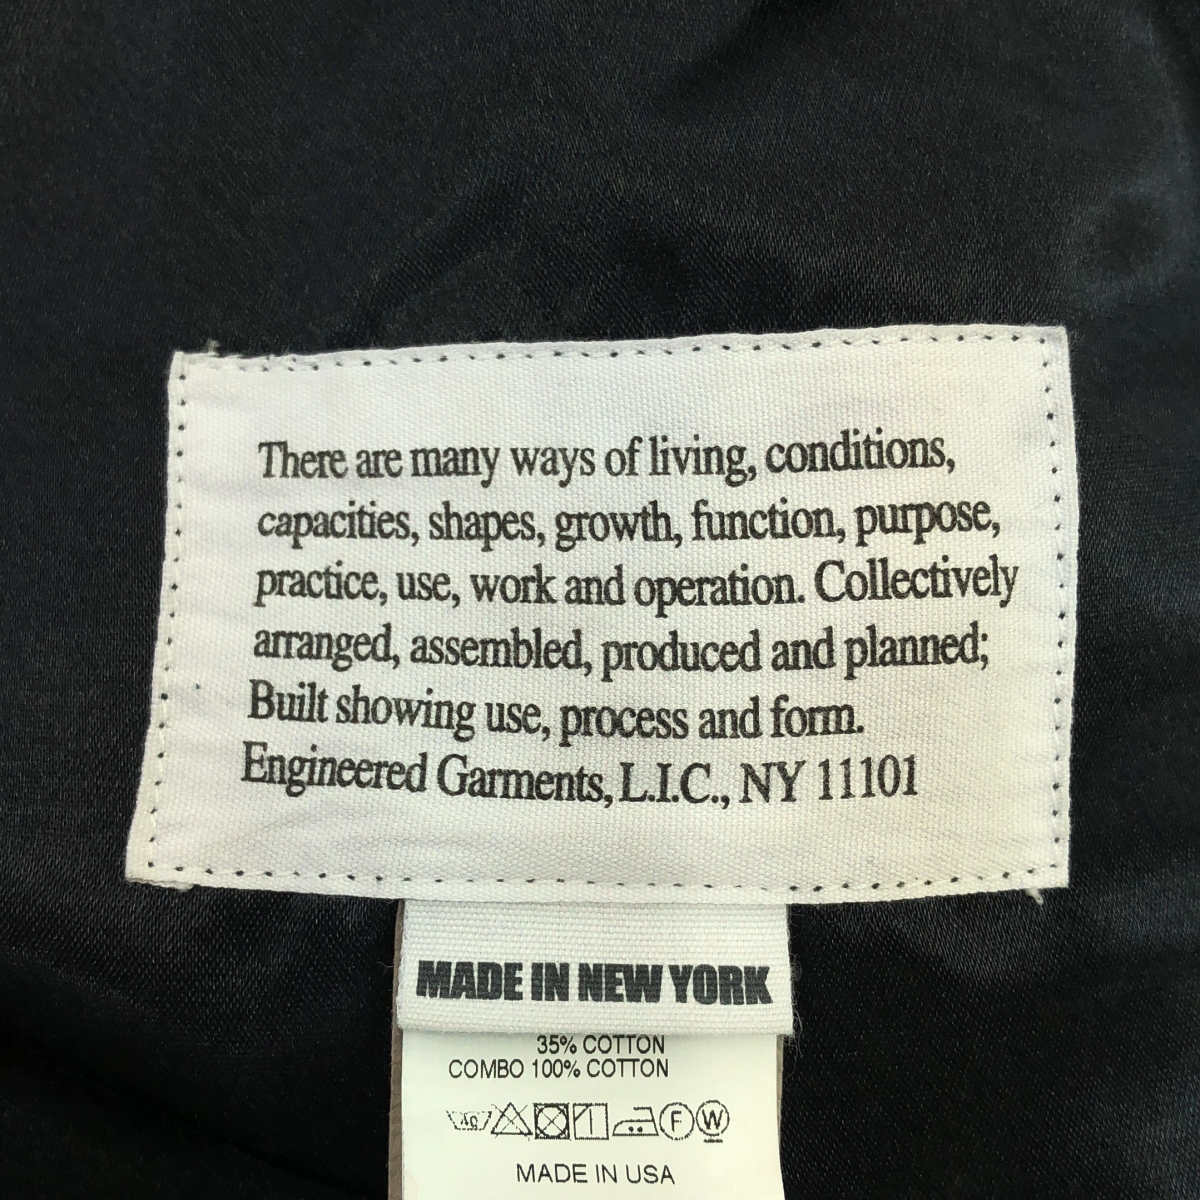 There are many ways of living, conditions,
capacities, shapes, growth, function, purpose,
practice, use, work and operation. Collectively
arranged, assembled, produced and planned;
Built showing use, process and form.
Engineered Garments, L.I.C., NY 11101
MADE IN NEW YORK
35% COTTON
COMBO 100% COTTON
40 F W
MADE IN USA